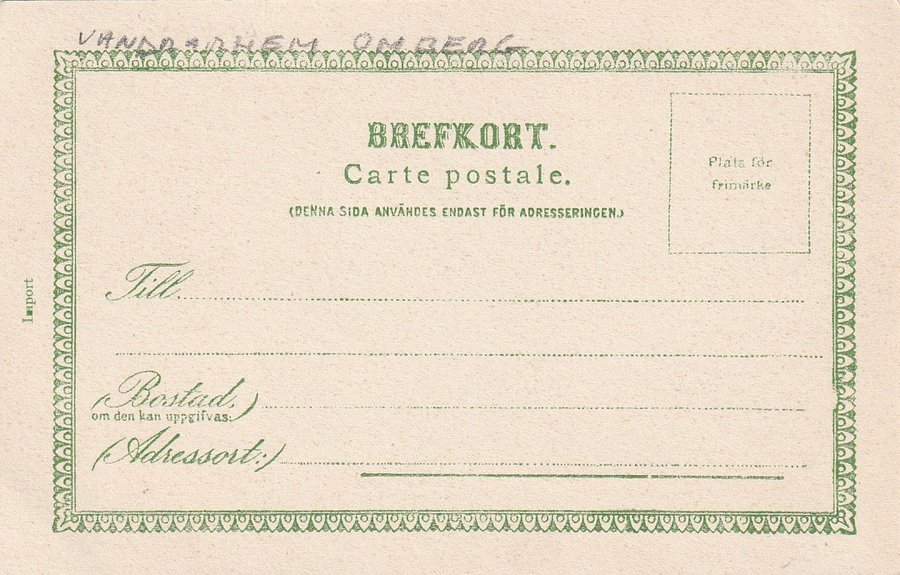 VANDRARHEM OMBERG
BREFKORT.
Carte postale.
(DENNA SIDA ANVÄNDES ENDAST FÖR ADRESSERINGEN.)
Plats för
frimärke
Till
(Bostad,)
om den kan uppgifvas:
(Adressort:)
Import